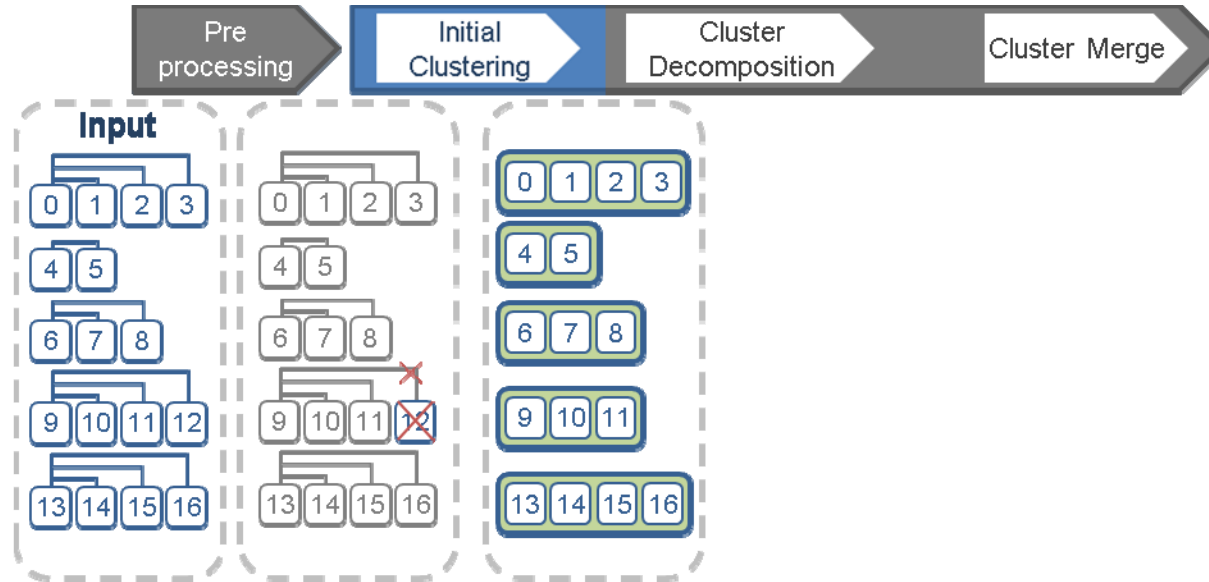 Pre
processing
Initial
Clustering
Cluster
Decomposition
Cluster Merge
Input
0 1 2 3
4 5
6 7 8
9 10 11 12
13 14 15 16
0 1 2 3
4 5
6 7 8
9 10 11 12
13 14 15 16
0 1 2 3
4 5
6 7 8
9 10 11
13 14 15 16